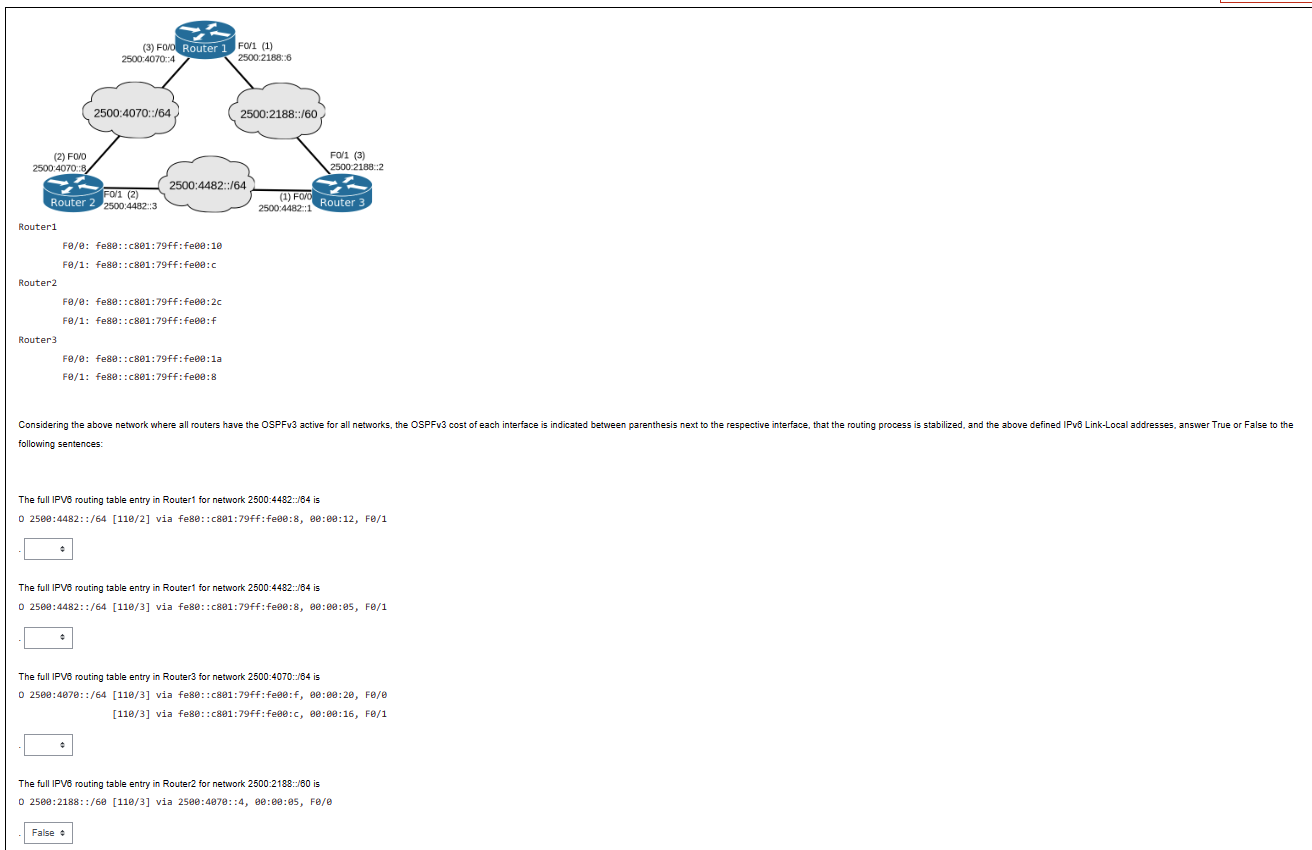 (3) F0/0 Router 1 F0/1 (1)
2500:4070::4 2500:2188::6
2500:4070::/64 2500:2188::/60
(2) F0/0 F0/1 (3)
2500:4070::8 2500:2188::2
2500:4482::/64
Router 2 F0/1 (2) (1) F0/0 Router 3
2500:4482::3 2500:4482::1
Router1
F0/0: fe80::c801:79ff:fe00:10
F0/1: fe80::c801:79ff:fe00:c
Router2
F0/0: fe80::c801:79ff:fe00:2c
F0/1: fe80::c801:79ff:fe00:f
Router3
F0/0: fe80::c801:79ff:fe00:1a
F0/1: fe80::c801:79ff:fe00:8
Considering the above network where all routers have the OSPFv3 active for all networks, the OSPFv3 cost of each interface is indicated between parenthesis next to the respective interface, that the routing process is stabilized, and the above defined IPv6 Link-Local addresses, answer True or False to the
following sentences:
The full IPV6 routing table entry in Router1 for network 2500:4482::/64 is
O 2500:4482::/64 [110/2] via fe80::c801:79ff:fe00:8, 00:00:12, F0/1
.
The full IPV6 routing table entry in Router1 for network 2500:4482::/64 is
O 2500:4482::/64 [110/3] via fe80::c801:79ff:fe00:8, 00:00:05, F0/1
.
The full IPV6 routing table entry in Router3 for network 2500:4070::/64 is
O 2500:4070::/64 [110/3] via fe80::c801:79ff:fe00:f, 00:00:20, F0/0
[110/3] via fe80::c801:79ff:fe00:c, 00:00:16, F0/1
.
The full IPV6 routing table entry in Router2 for network 2500:2188::/60 is
O 2500:2188::/60 [110/3] via 2500:4070::4, 00:00:05, F0/0
. False